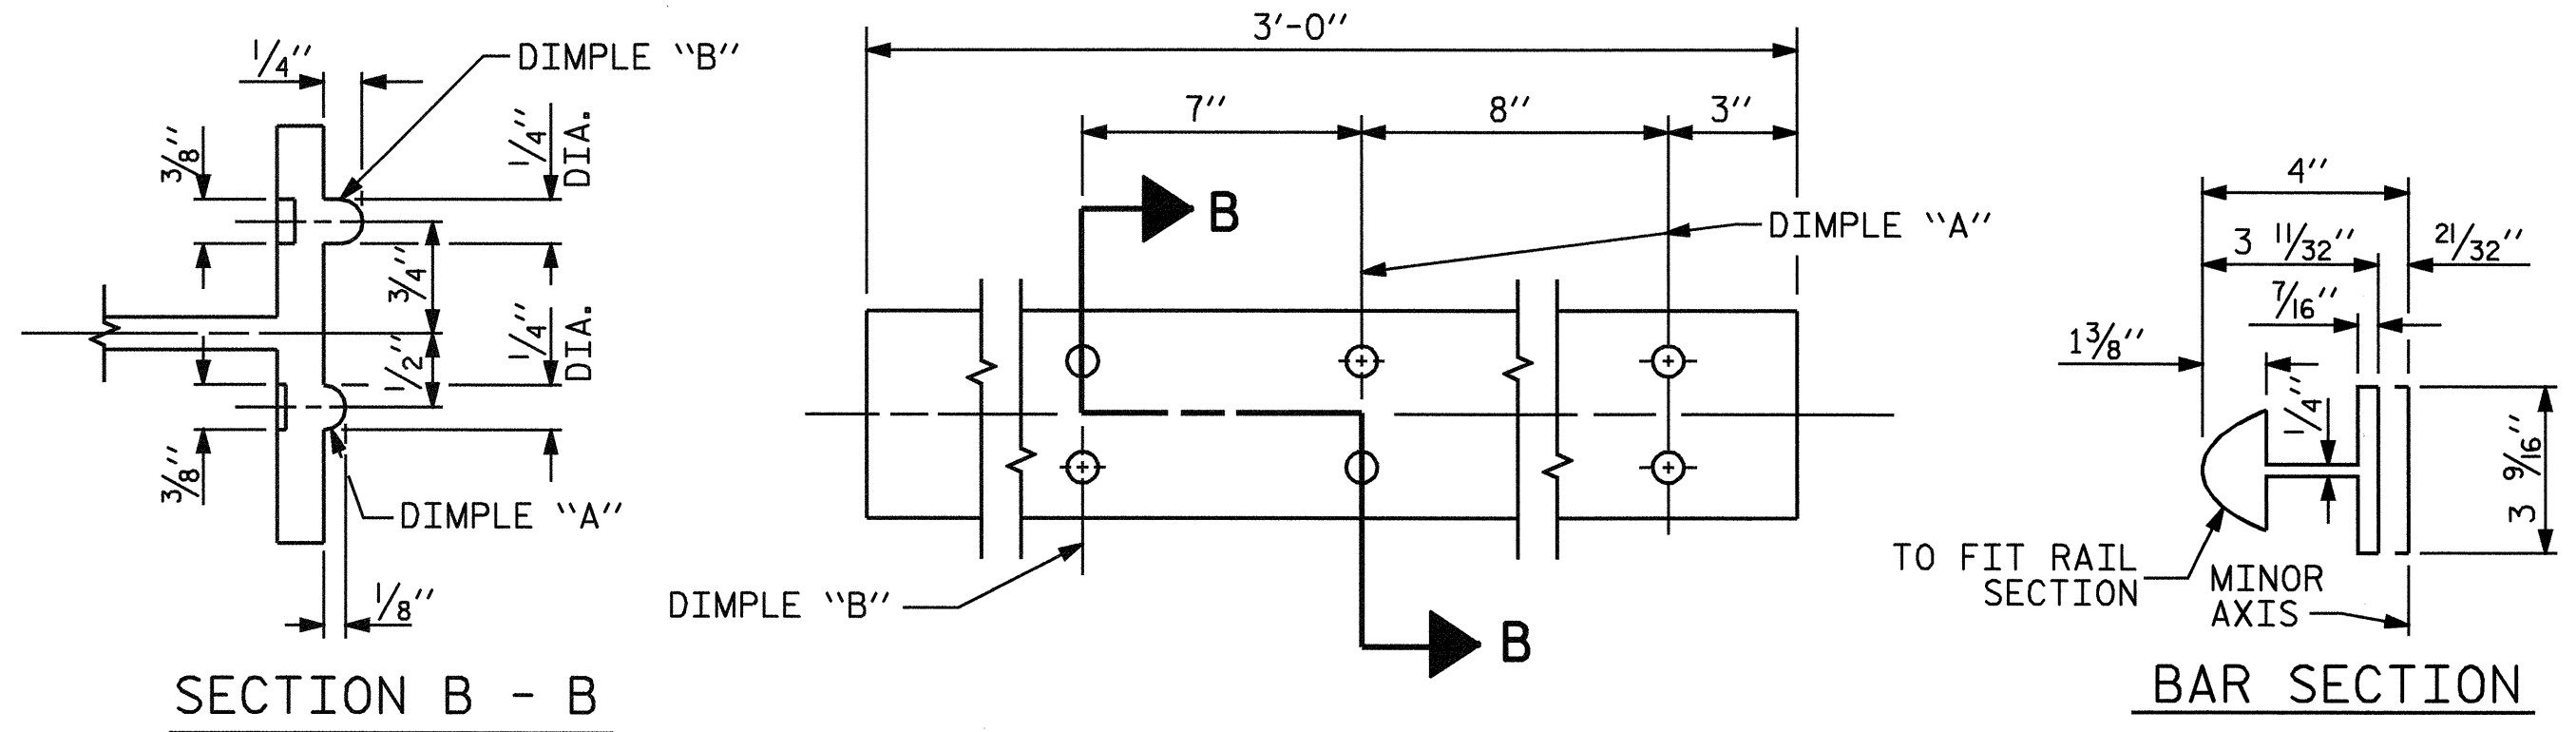 1/4" DIMPLE "B"
3/8" 1/4" DIA.
3/4"
1/2" 1/4" DIA.
3/8"
DIMPLE "A"
1/8"
SECTION B - B
3'-0"
7" 8" 3"
B
DIMPLE "A"
DIMPLE "B"
B
4"
3 11/32" 21/32"
7/16"
1 3/8"
1/4"
3 9/16"
TO FIT RAIL
SECTION
MINOR
AXIS
BAR SECTION